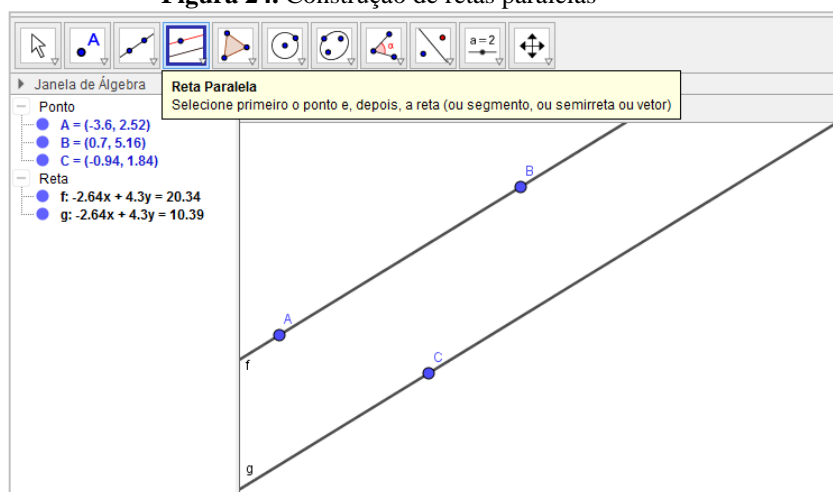 Figura 24. Construção de retas paralelas
A
α
a=2
Janela de Álgebra
Reta Paralela
Selecione primeiro o ponto e, depois, a reta (ou segmento, ou semirreta ou vetor)
Ponto
A = (-3.6, 2.52)
B = (0.7, 5.16)
C = (-0.94, 1.84)
Reta
f: -2.64x + 4.3y = 20.34
g: -2.64x + 4.3y = 10.39
B
A
C
f
g